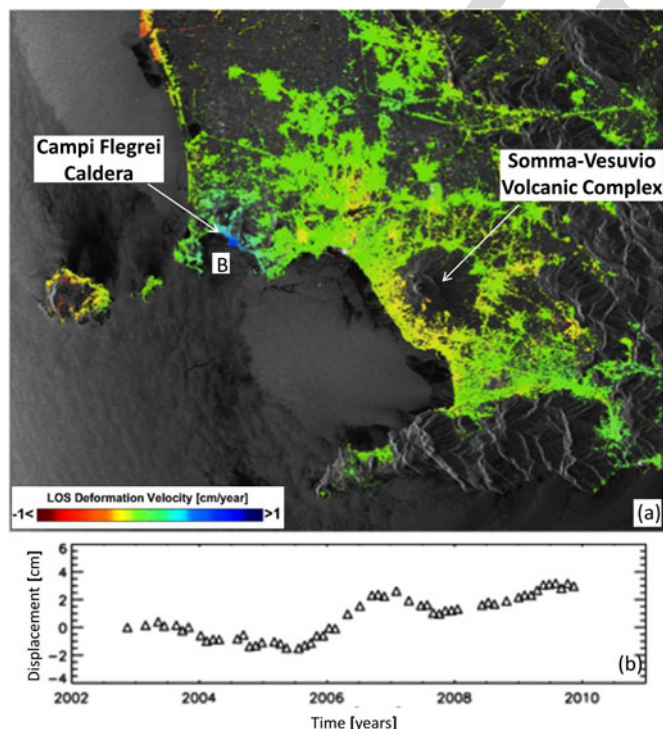 Campi Flegrei
Caldera
Somma-Vesuvio
Volcanic Complex
B
LOS Deformation Velocity [cm/year]
-1< >1
(a)
6
4
2
0
-2
-4
Displacement [cm]
(b)
2002 2004 2006 2008 2010
Time [years]